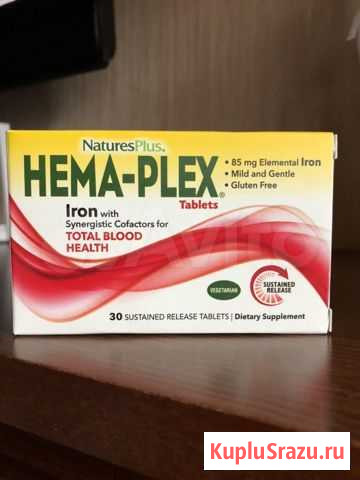 NaturesPlus.
HEMA-PLEX®
Tablets
• 85 mg Elemental Iron
• Mild and Gentle
• Gluten Free
Iron with
Synergistic Cofactors for
TOTAL BLOOD
HEALTH
Avito
VEGETARIAN
SUSTAINED
RELEASE
30 SUSTAINED RELEASE TABLETS | Dietary Supplement
KupluSrazu.ru